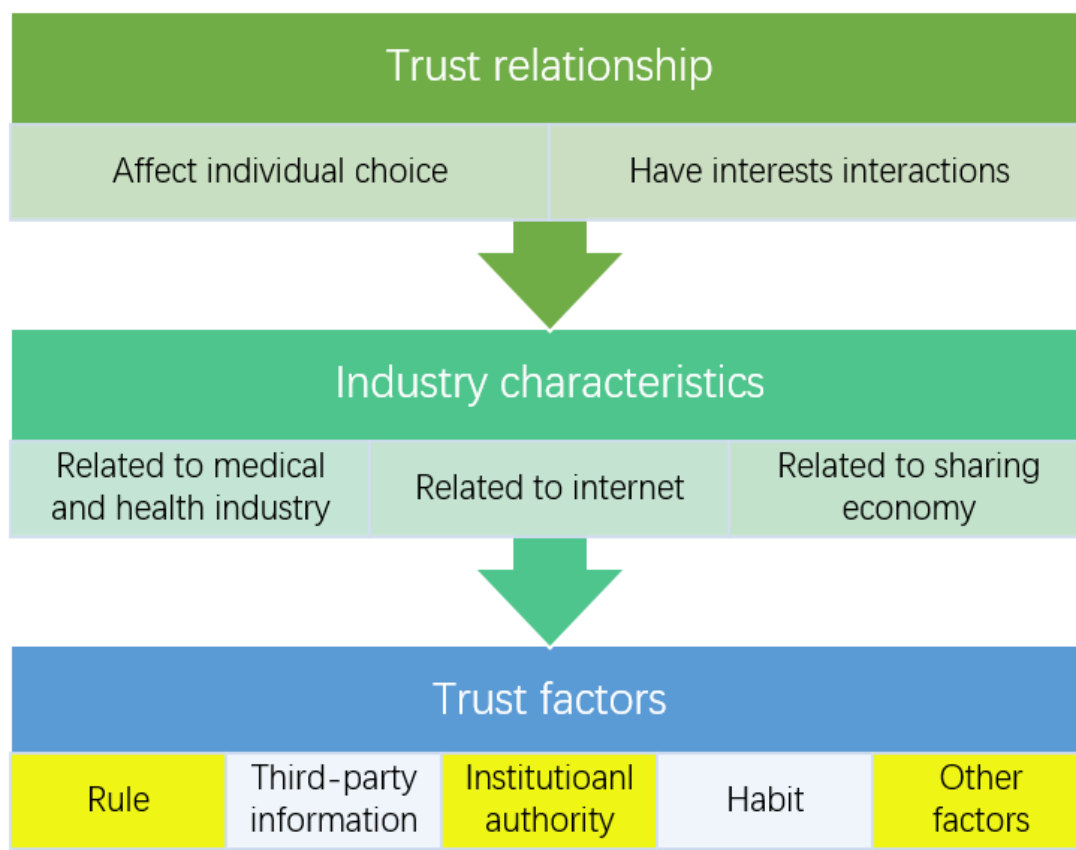 Trust relationship
Affect individual choice
Have interests interactions
Industry characteristics
Related to medical
and health industry
Related to internet
Related to sharing
economy
Trust factors
Rule
Third-party
information
Institutioanl
authority
Habit
Other
factors